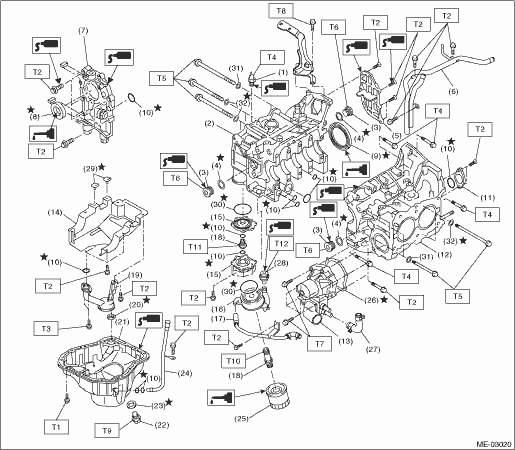 T8
(7)
T6
T2
T2
T2
(31)
T4
T5
(1)
T2
★
(32)
★
(8)
(10) ★
(6)
(2)
(3)
(4) ★
(5)
T4
T2
T2
(9) ★
★
(10)
★
(4)
(3)
T6
(10)
★
(10)
(29) ★
★
(30)
(11)
(14)
(15)
★
(10)
(18)
T4
T11
T12
(3)
★
(4)
★
(32)
★
(10)
★
(10)
(15)
(28)
T6
(31)
(12)
T2
(19)
T2
★
(30)
T4
T2
(20) ★
T2
(16)
(26) ★
T5
T3
(21)
T2
(17)
T7
(13)
(27)
T2
★
(10)
(24)
T10
(18)
(23) ★
(25)
T1
T9
(22)
ME-03020